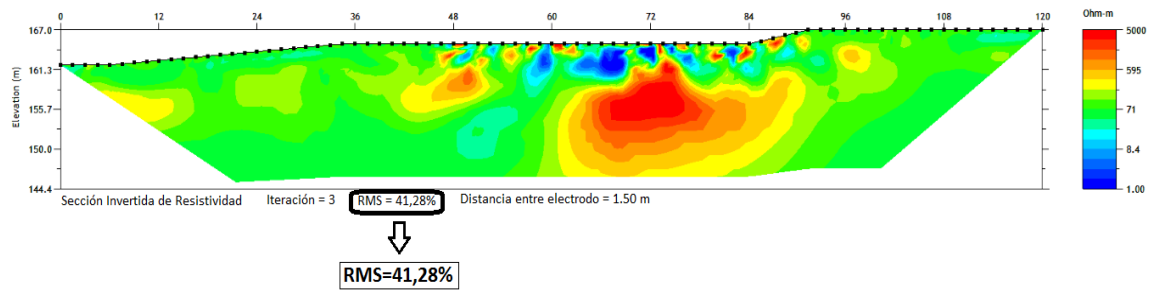 0 12 24 36 48 60 72 84 96 108 120 Ohm-m
167.0 5000
161.3 595
155.7 71
150.0 8.4
144.4 1.00
Elevation (m)
Sección Invertida de Resistividad Iteración = 3 RMS = 41,28% Distancia entre electrodo = 1.50 m
RMS=41,28%